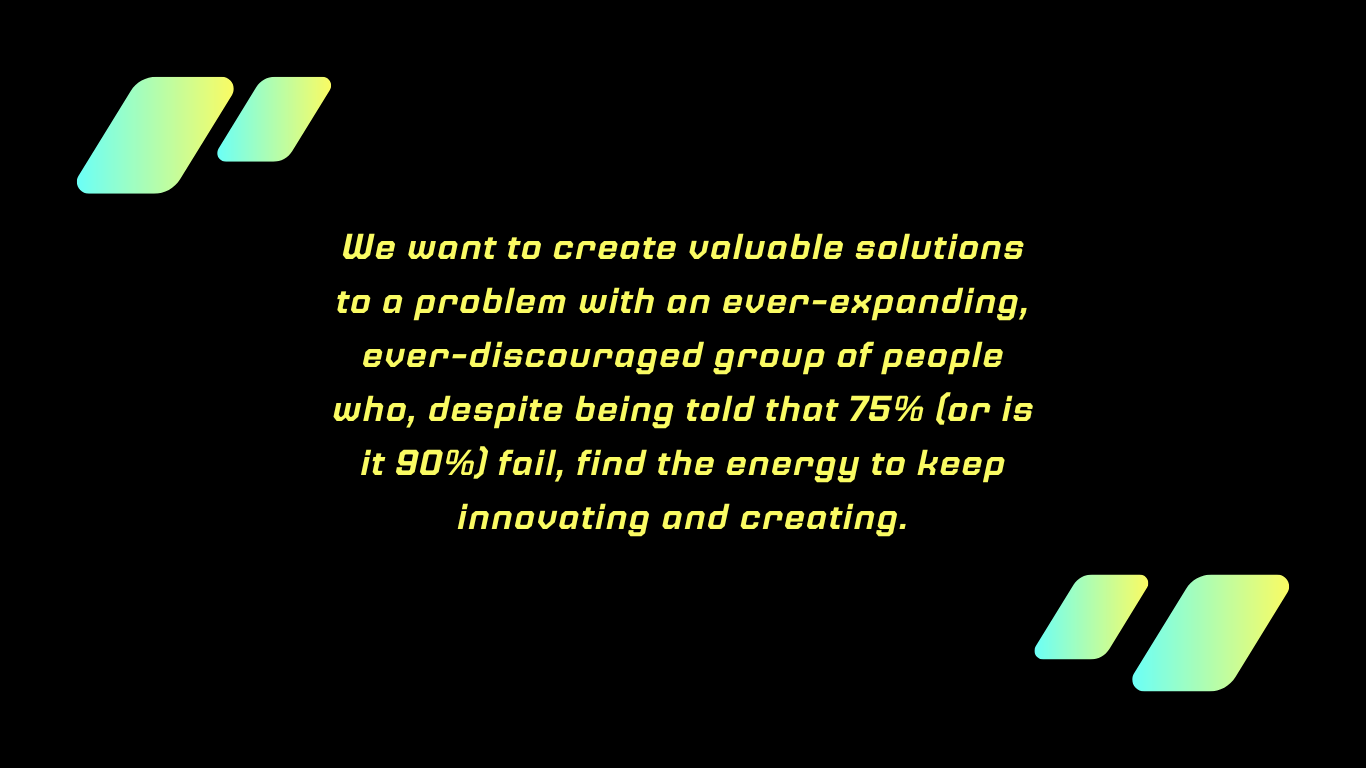 We want to create valuable solutions
to a problem with an ever-expanding,
ever-discouraged group of people
who, despite being told that 75% (or is
it 90%) fail, find the energy to keep
innovating and creating.